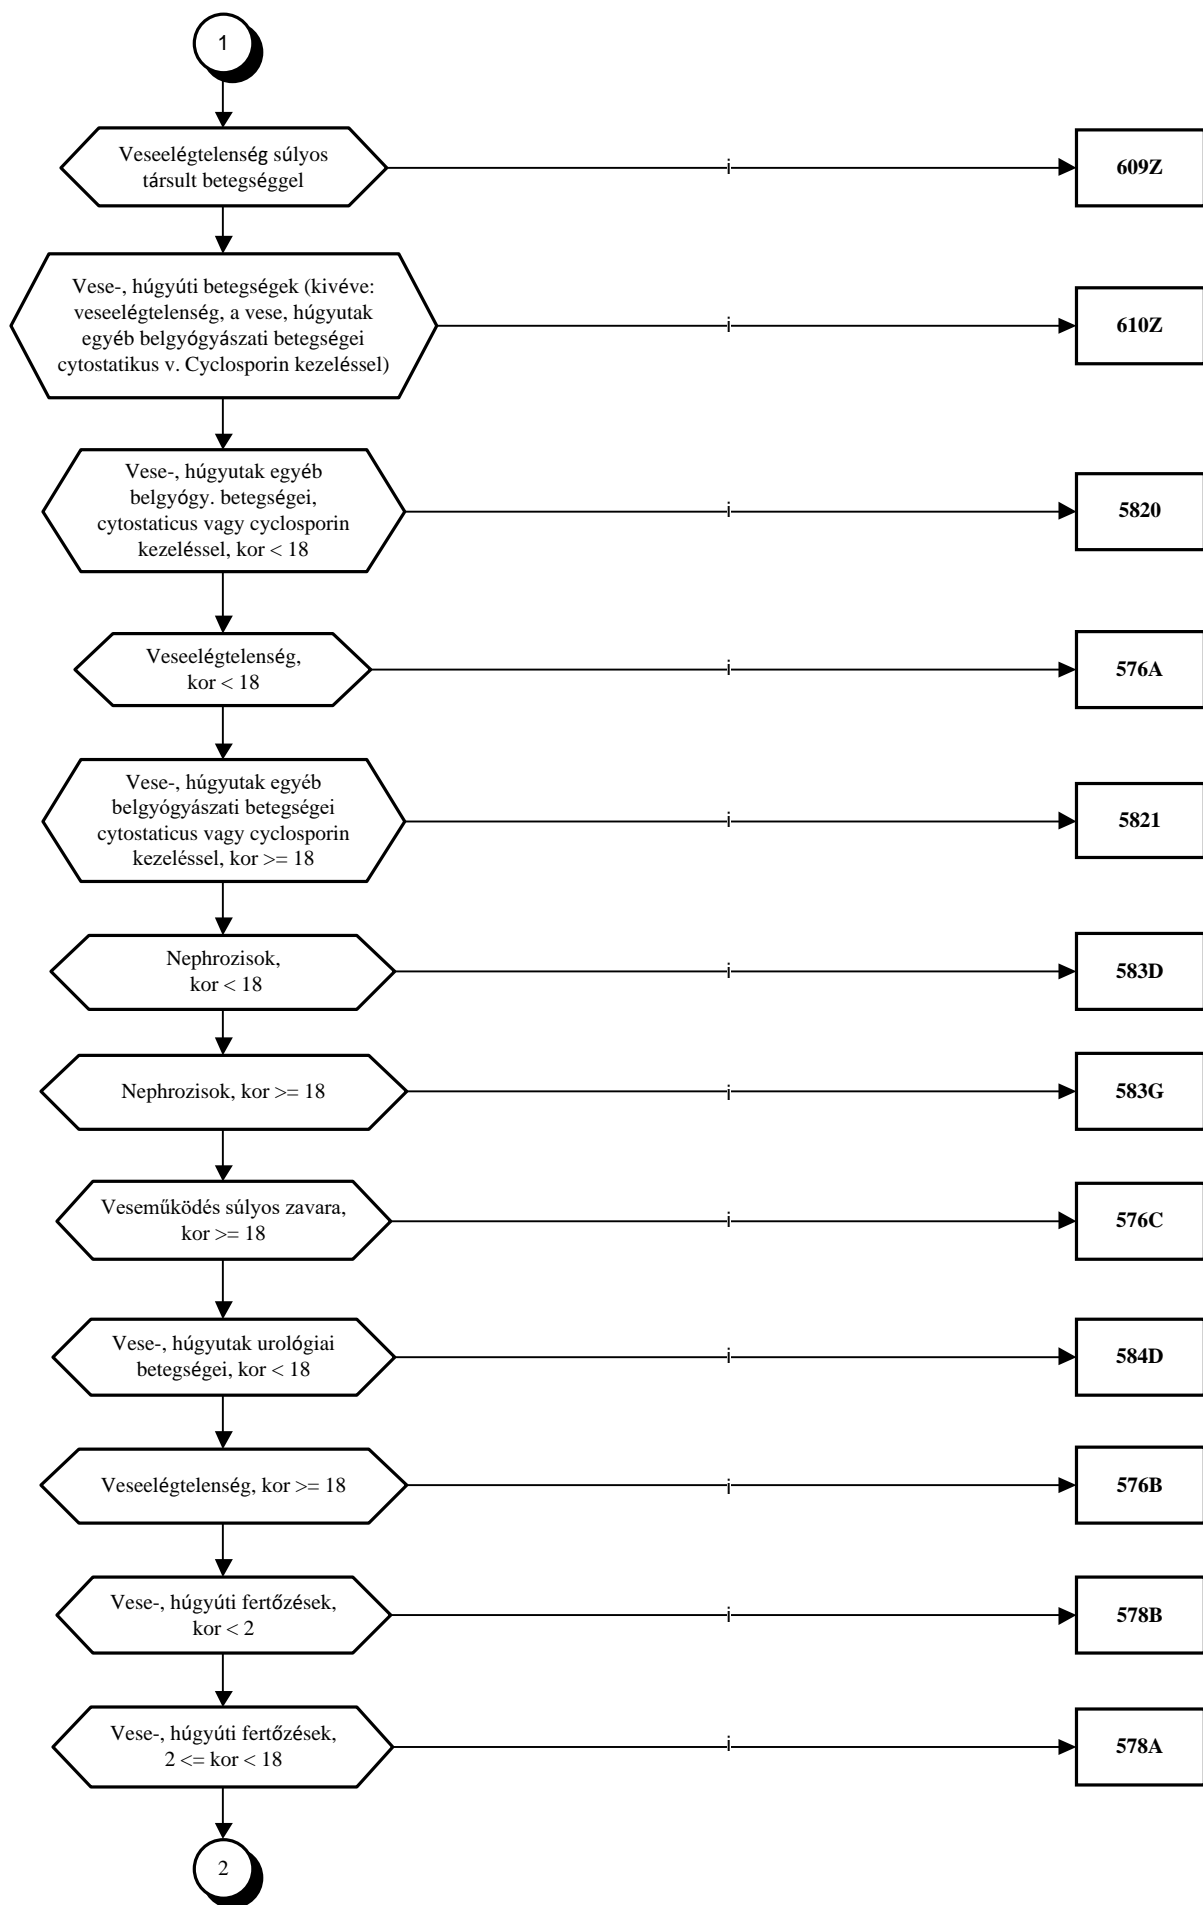 1
Veseelégtelenség súlyos
társult betegséggel
i
609Z
Vese-, húgyúti betegségek (kivéve:
veseelégtelenség, a vese, húgyutak
egyéb belgyógyászati betegségei
cytostatikus v. Cyclosporin kezeléssel)
i
610Z
Vese-, húgyutak egyéb
belgyógy. betegségei,
cytostaticus vagy cyclosporin
kezeléssel, kor < 18
i
5820
Veseelégtelenség,
kor < 18
i
576A
Vese-, húgyutak egyéb
belgyógyászati betegségei
cytostaticus vagy cyclosporin
kezeléssel, kor >= 18
i
5821
Nephrozisok,
kor < 18
i
583D
Nephrozisok, kor >= 18
i
583G
Veseműködés súlyos zavara,
kor >= 18
i
576C
Vese-, húgyutak urológiai
betegségei, kor < 18
i
584D
Veseelégtelenség, kor >= 18
i
576B
Vese-, húgyúti fertőzések,
kor < 2
i
578B
Vese-, húgyúti fertőzések,
2 <= kor < 18
i
578A
2